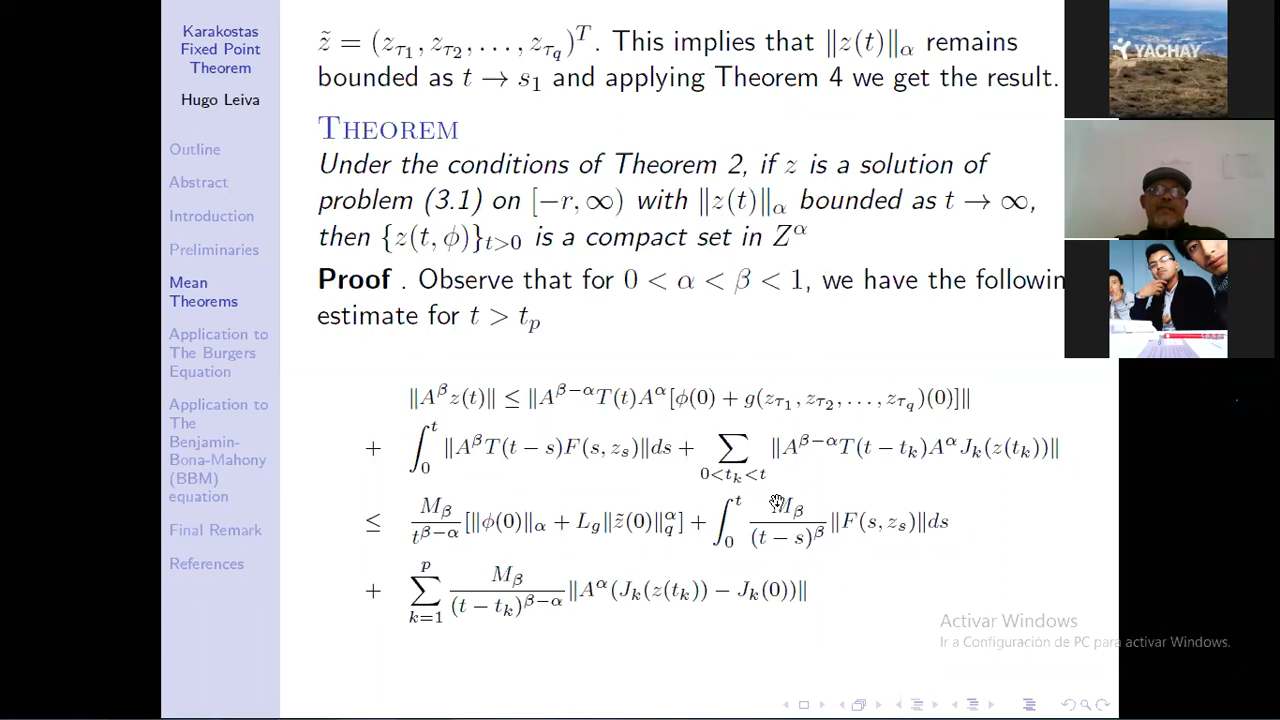 Karakostas
Fixed Point
Theorem
Hugo Leiva
Outline
Abstract
Introduction
Preliminaries
Mean
Theorems
Application to
The Burgers
Equation
Application to
The
Benjamin-
Bona-Mahony
(BBM)
equation
Final Remark
References
z̃ = (z_{τ₁}, z_{τ₂}, …, z_{τ_q})^T. This implies that ‖z(t)‖_α remains
bounded as t → s₁ and applying Theorem 4 we get the result.
THEOREM
Under the conditions of Theorem 2, if z is a solution of
problem (3.1) on [−r, ∞) with ‖z(t)‖_α bounded as t → ∞,
then {z(t, ϕ)}_{t>0} is a compact set in Z^α
Proof . Observe that for 0 < α < β < 1, we have the followin
estimate for t > t_p
‖A^β z(t)‖ ≤ ‖A^{β−α}T(t)A^α[ϕ(0) + g(z_{τ₁}, z_{τ₂}, …, z_{τ_q})(0)]‖
+ ∫_0^t ‖A^β T(t − s)F(s, z_s)‖ds + ∑_{0<t_k<t} ‖A^{β−α}T(t − t_k)A^α J_k(z(t_k))‖
≤ \frac{M_β}{t^{β−α}}[‖ϕ(0)‖_α + L_g‖z̃(0)‖_q^α] + ∫_0^t \frac{M_β}{(t − s)^β}‖F(s, z_s)‖ds
+ ∑_{k=1}^p \frac{M_β}{(t − t_k)^{β−α}}‖A^α(J_k(z(t_k)) − J_k(0))‖
YACHAY
Activar Windows
Ir a Configuración de PC para activar Windows.